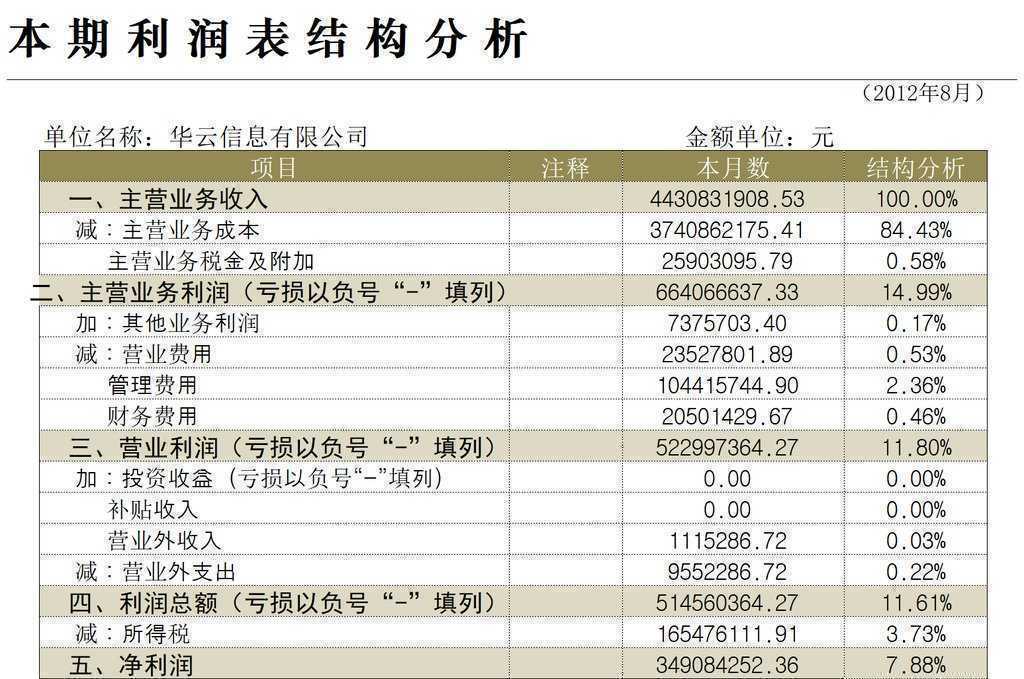 本期利润表结构分析
（2012年8月）
单位名称：华云信息有限公司 金额单位：元
项目 注释 本月数 结构分析
一、主营业务收入 4430831908.53 100.00%
减：主营业务成本 3740862175.41 84.43%
主营业务税金及附加 25903095.79 0.58%
二、主营业务利润（亏损以负号“-”填列） 664066637.33 14.99%
加：其他业务利润 7375703.40 0.17%
减：营业费用 23527801.89 0.53%
管理费用 104415744.90 2.36%
财务费用 20501429.67 0.46%
三、营业利润（亏损以负号“-”填列） 522997364.27 11.80%
加：投资收益（亏损以负号“-”填列） 0.00 0.00%
补贴收入 0.00 0.00%
营业外收入 1115286.72 0.03%
减：营业外支出 9552286.72 0.22%
四、利润总额（亏损以负号“-”填列） 514560364.27 11.61%
减：所得税 165476111.91 3.73%
五、净利润 349084252.36 7.88%